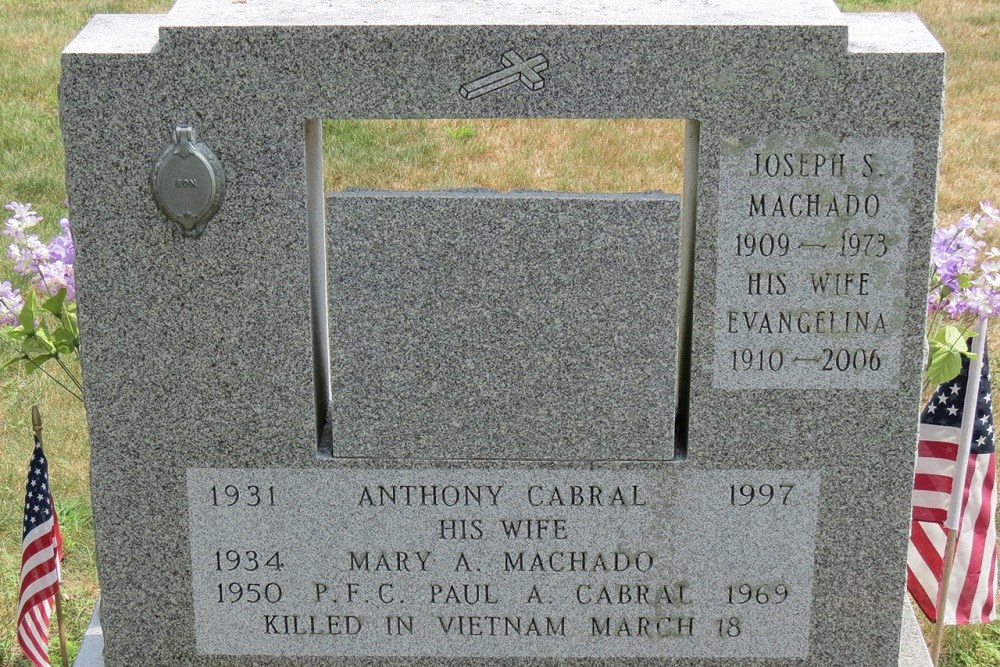 SON
JOSEPH S.
MACHADO
1909 — 1973
HIS WIFE
EVANGELINA
1910 — 2006
1931 ANTHONY CABRAL 1997
HIS WIFE
1934 MARY A. MACHADO
1950 P.F.C. PAUL A. CABRAL 1969
KILLED IN VIETNAM MARCH 18